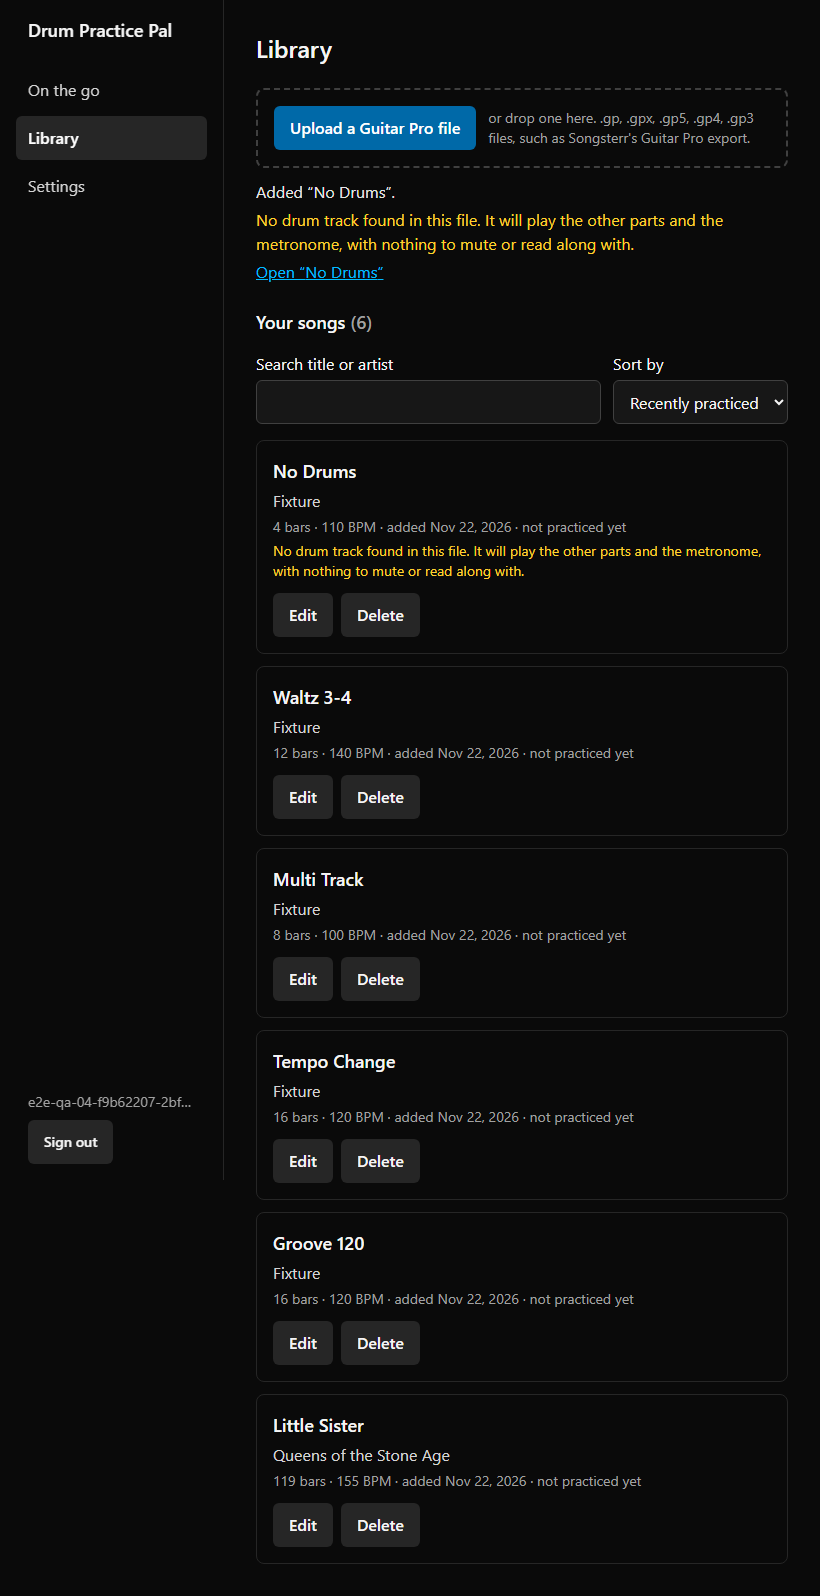 Drum Practice Pal
On the go
Library
Settings
e2e-qa-04-f9b62207-2bf...
Sign out
Library
Upload a Guitar Pro file
or drop one here. .gp, .gpx, .gp5, .gp4, .gp3
files, such as Songsterr's Guitar Pro export.
Added “No Drums”.
No drum track found in this file. It will play the other parts and the
metronome, with nothing to mute or read along with.
Open “No Drums”
Your songs (6)
Search title or artist
Sort by
Recently practiced
No Drums
Fixture
4 bars · 110 BPM · added Nov 22, 2026 · not practiced yet
No drum track found in this file. It will play the other parts and the metronome,
with nothing to mute or read along with.
Edit Delete
Waltz 3-4
Fixture
12 bars · 140 BPM · added Nov 22, 2026 · not practiced yet
Edit Delete
Multi Track
Fixture
8 bars · 100 BPM · added Nov 22, 2026 · not practiced yet
Edit Delete
Tempo Change
Fixture
16 bars · 120 BPM · added Nov 22, 2026 · not practiced yet
Edit Delete
Groove 120
Fixture
16 bars · 120 BPM · added Nov 22, 2026 · not practiced yet
Edit Delete
Little Sister
Queens of the Stone Age
119 bars · 155 BPM · added Nov 22, 2026 · not practiced yet
Edit Delete